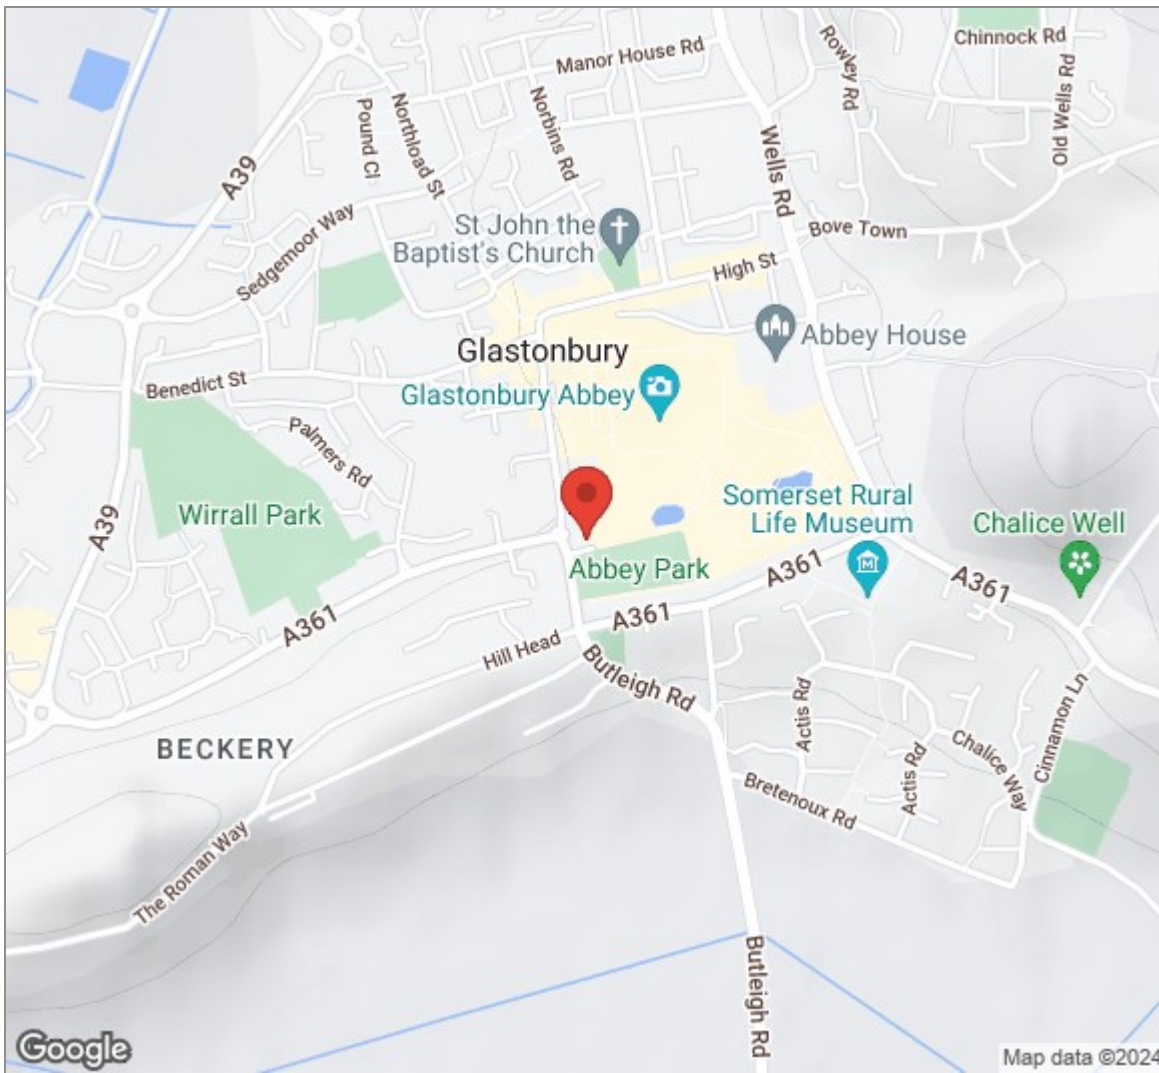 Chinnock Rd
Manor House Rd
Rowley Rd
Old Wells Rd
Pound Cl
Northload St
Norbins Rd
A39
Wells Rd
Sedgemoor Way
St John the
Baptist's Church
Bove Town
High St
Abbey House
Glastonbury
Benedict St
Glastonbury Abbey
Palmers Rd
Somerset Rural
Life Museum
M
Wirrall Park
A39
Chalice Well
Abbey Park
A361
A361
A361
A361
Hill Head
Butleigh Rd
Actis Rd
Cinnamon Ln
BECKERY
Chalice Way
Actis Rd
Bretenoux Rd
The Roman Way
Butleigh Rd
Google
Map data ©2024